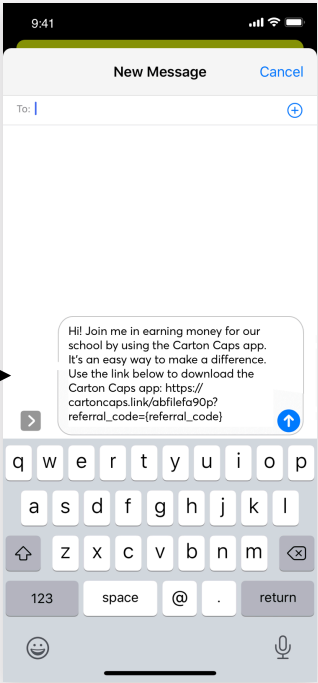 9:41
New Message
Cancel
To:
Hi! Join me in earning money for our
school by using the Carton Caps app.
It's an easy way to make a difference.
Use the link below to download the
Carton Caps app: https://
cartoncaps.link/abfilefa90p?
referral_code={referral_code}
q w e r t y u i o p
a s d f g h j k l
z x c v b n m
123 space @ . return